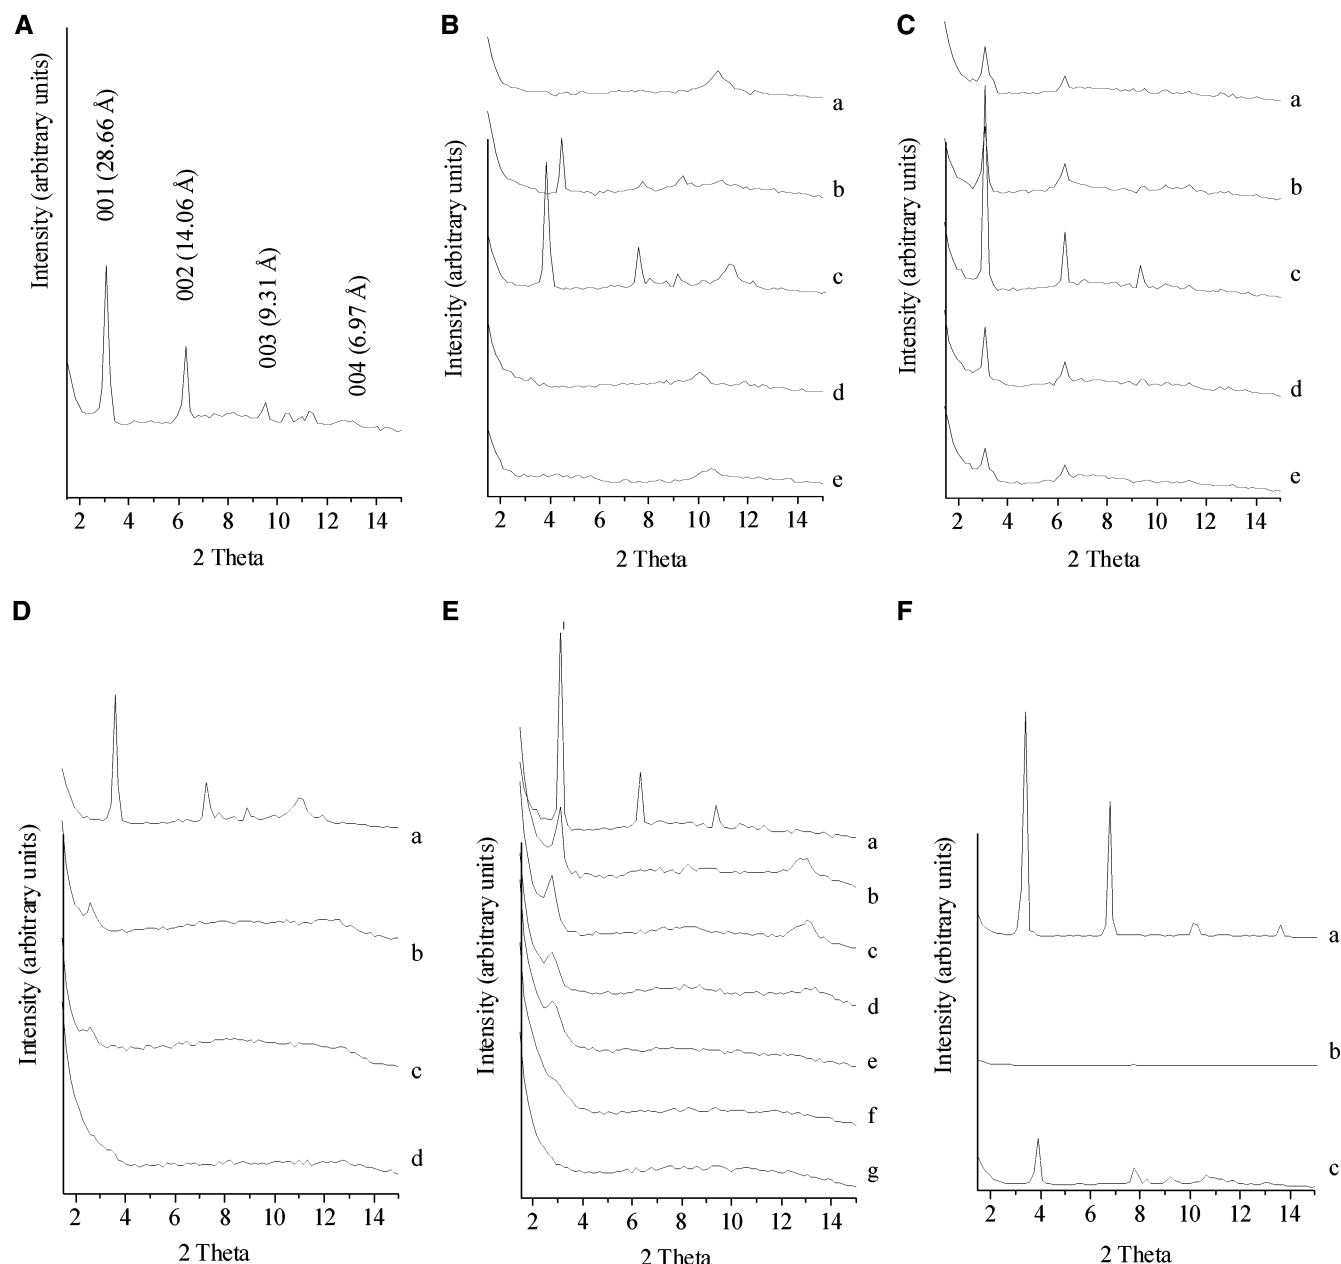 A
Intensity (arbitrary units)
001 (28.66 Å)
002 (14.06 Å)
003 (9.31 Å)
004 (6.97 Å)
2 4 6 8 10 12 14
2 Theta
B
Intensity (arbitrary units)
a
b
c
d
e
2 4 6 8 10 12 14
2 Theta
C
Intensity (arbitrary units)
a
b
c
d
e
2 4 6 8 10 12 14
2 Theta
D
Intensity (arbitrary units)
a
b
c
d
2 4 6 8 10 12 14
2 Theta
E
Intensity (arbitrary units)
a
b
c
d
e
f
g
2 4 6 8 10 12 14
2 Theta
F
Intensity (arbitrary units)
a
b
c
2 4 6 8 10 12 14
2 Theta